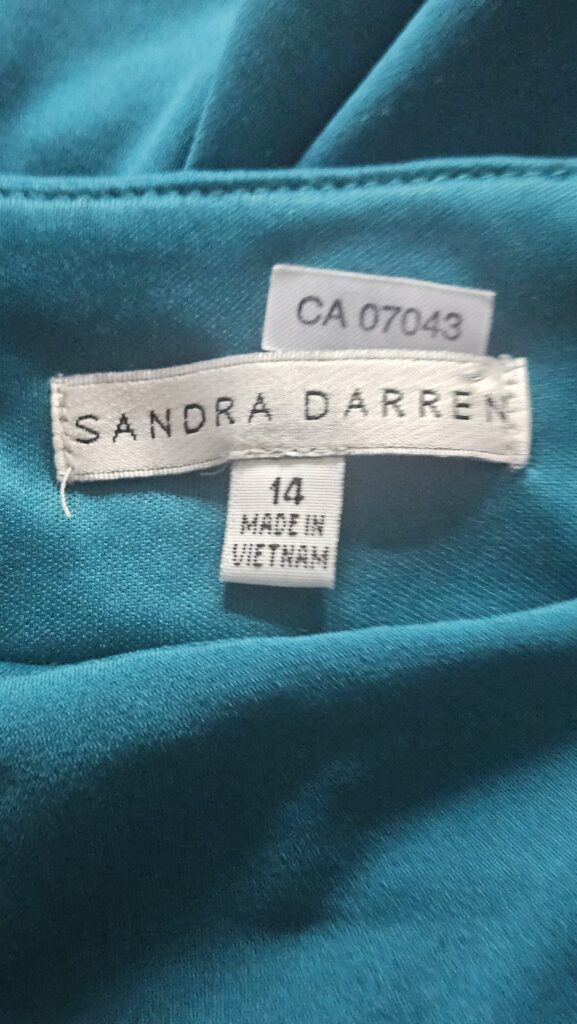 CA 07043
SANDRA DARREN
14
MADE IN
VIETNAM